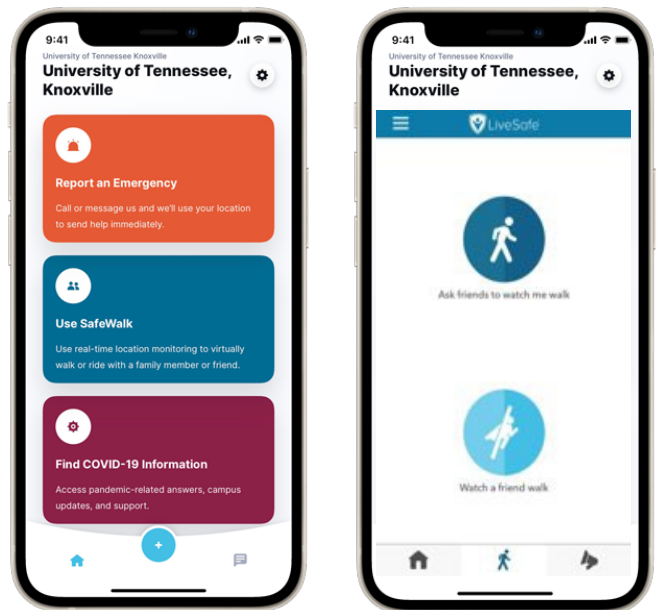 9:41
University of Tennessee Knoxville
University of Tennessee,
Knoxville
Report an Emergency
Call or message us and we'll use your location
to send help immediately.
Use SafeWalk
Use real-time location monitoring to virtually
walk or ride with a family member or friend.
Find COVID-19 Information
Access pandemic-related answers, campus
updates, and support.
9:41
University of Tennessee Knoxville
University of Tennessee,
Knoxville
LiveSafe
Ask friends to watch me walk
Watch a friend walk